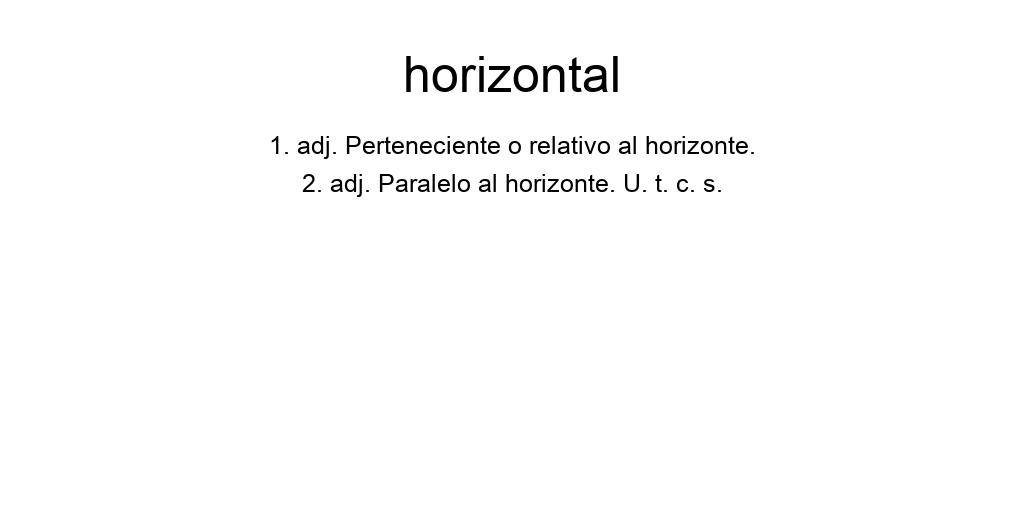 horizontal
1. adj. Perteneciente o relativo al horizonte.
2. adj. Paralelo al horizonte. U. t. c. s.